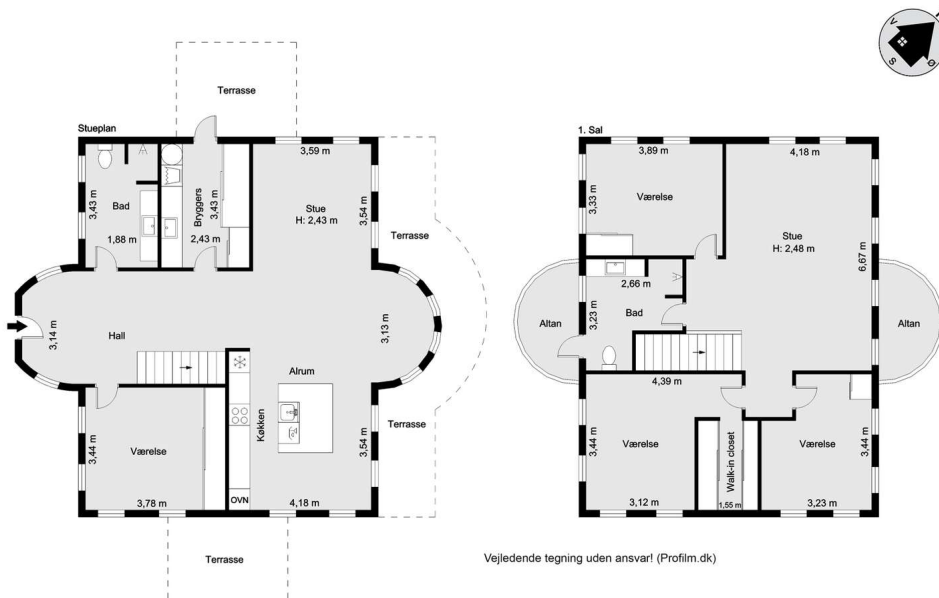 V
S
Ø
Terrasse
Stueplan
3,59 m
3,43 m
Bad
1,88 m
Bryggers
3,43 m
2,43 m
Stue
H: 2,43 m
3,54 m
Terrasse
3,14 m
Hall
3,13 m
Alrum
Køkken
OVN
Værelse
3,44 m
3,78 m
4,18 m
3,54 m
Terrasse
Terrasse
1. Sal
3,89 m
4,18 m
3,33 m
Værelse
Stue
H: 2,48 m
6,67 m
2,66 m
Bad
3,23 m
Altan
Altan
4,39 m
3,44 m
Værelse
3,12 m
Walk-in closet
1,55 m
Værelse
3,44 m
3,23 m
Vejledende tegning uden ansvar! (Profilm.dk)